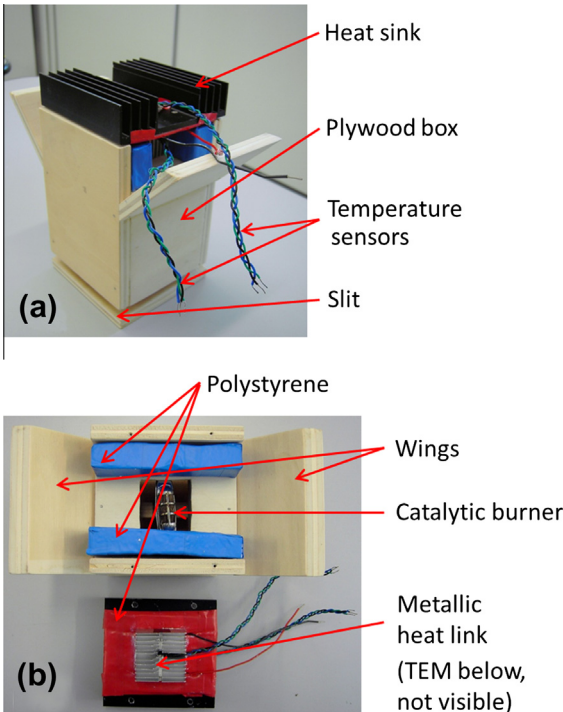 Heat sink
Plywood box
Temperature
sensors
(a)
Slit
Polystyrene
Wings
Catalytic burner
Metallic
heat link
(TEM below,
not visible)
(b)